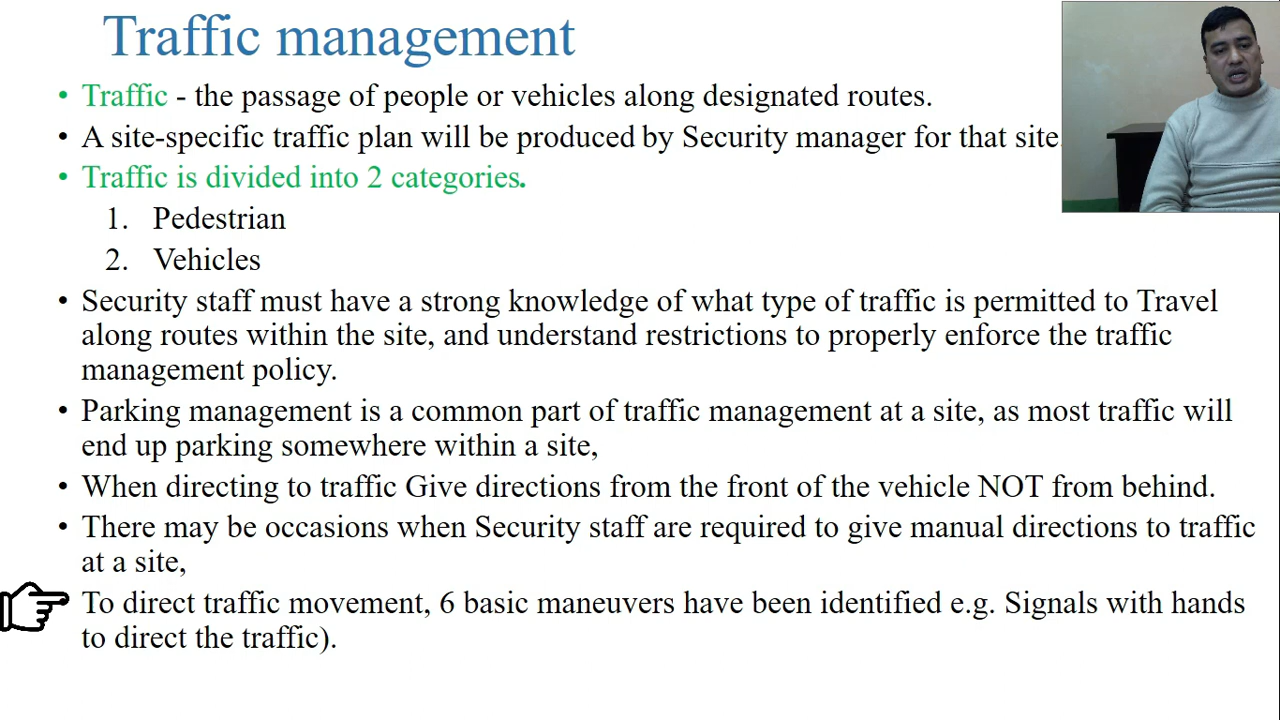 Traffic management
• Traffic - the passage of people or vehicles along designated routes.
• A site-specific traffic plan will be produced by Security manager for that site
• Traffic is divided into 2 categories.
1. Pedestrian
2. Vehicles
• Security staff must have a strong knowledge of what type of traffic is permitted to Travel
along routes within the site, and understand restrictions to properly enforce the traffic
management policy.
• Parking management is a common part of traffic management at a site, as most traffic will
end up parking somewhere within a site,
• When directing to traffic Give directions from the front of the vehicle NOT from behind.
• There may be occasions when Security staff are required to give manual directions to traffic
at a site,
To direct traffic movement, 6 basic maneuvers have been identified e.g. Signals with hands
to direct the traffic).